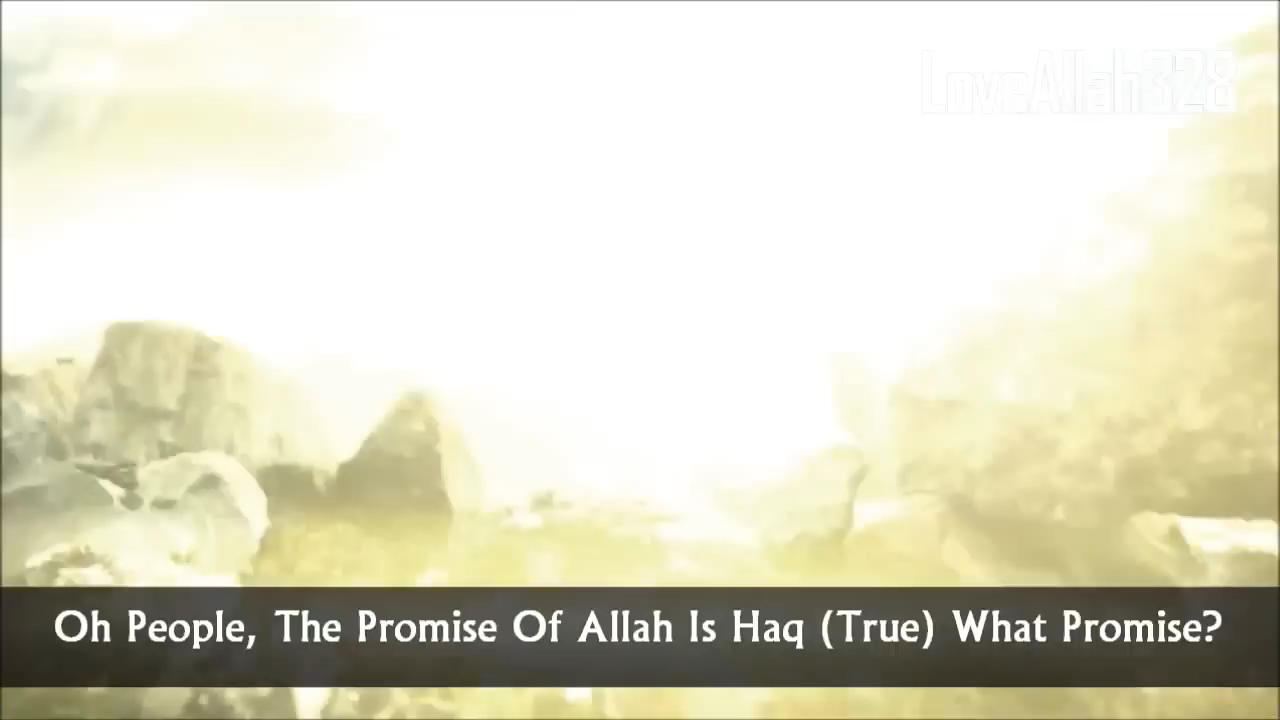 LoveAllah328
Oh People, The Promise Of Allah Is Haq (True) What Promise?